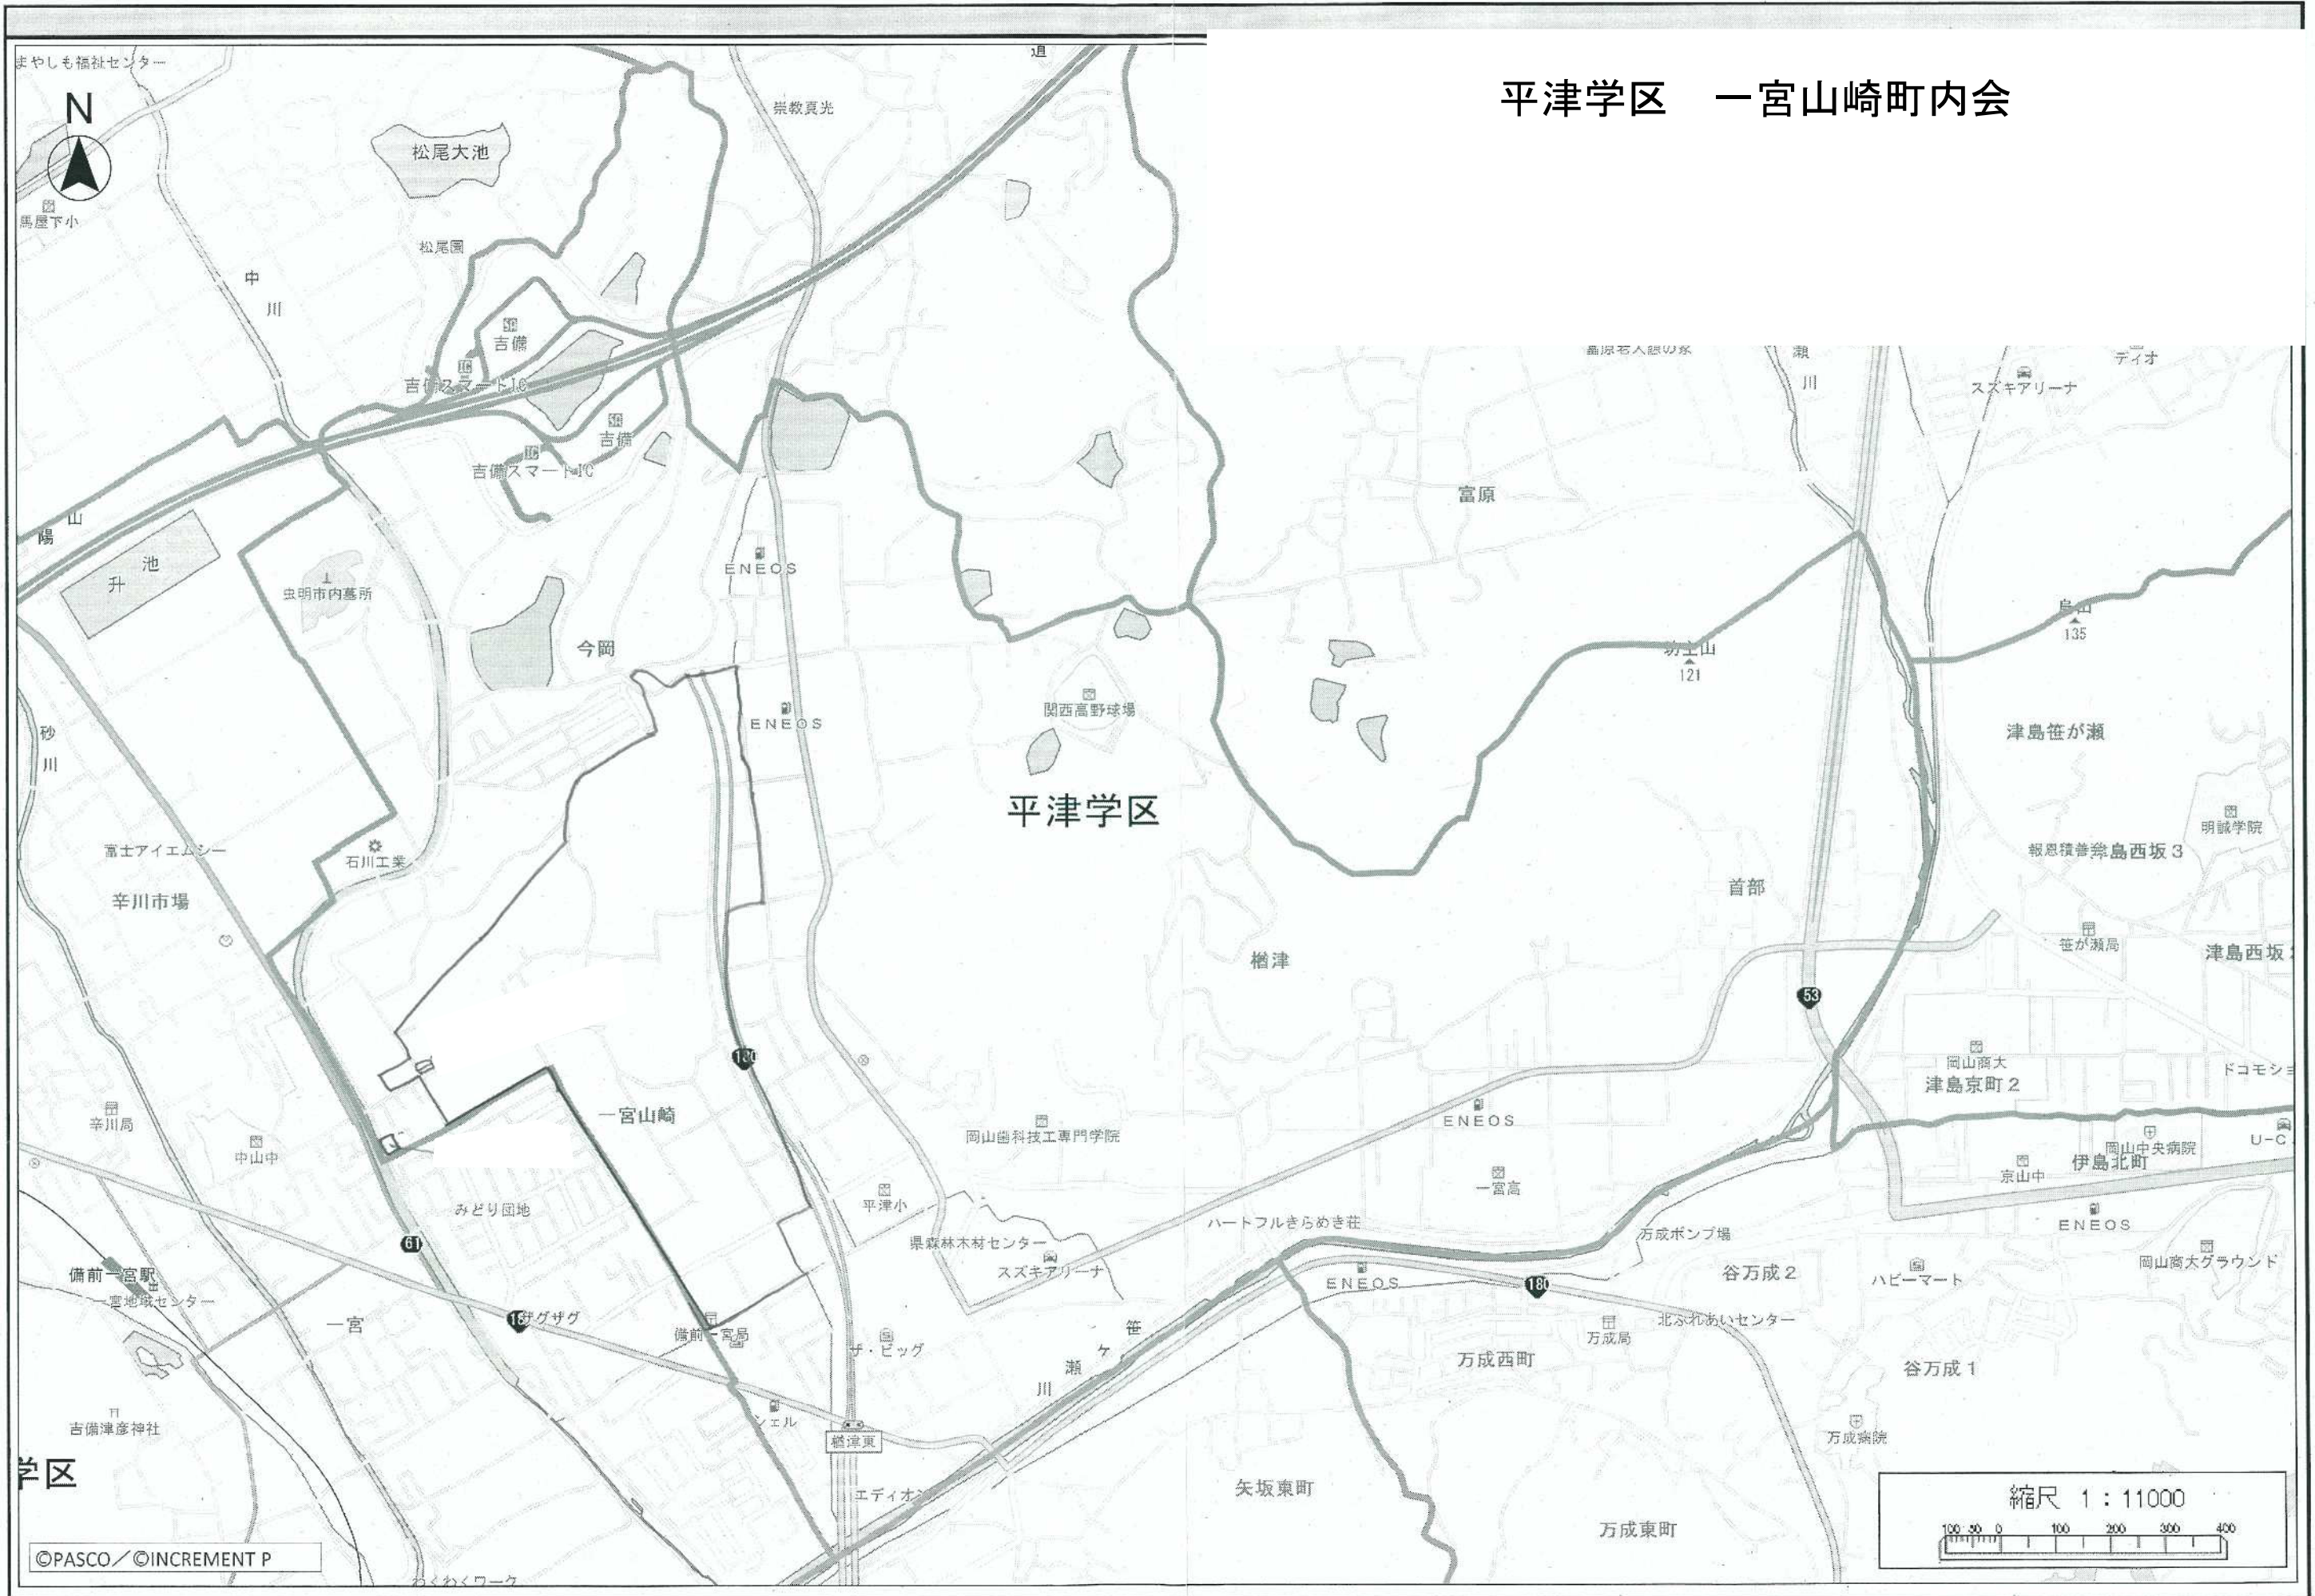 平津学区　一宮山崎町内会
まやしも福祉センター
道
N
崇教真光
松尾大池
馬屋下小
松尾園
中
川
SA
吉備
IC
吉備スマートIC
瀬
川
スズキアリーナ
ディオ
SA
吉備
IC
吉備スマートIC
富原
山
陽
池
升
ENEOS
虫明市内墓所
今岡
烏山
135
坊主山
121
関西高野球場
ENEOS
砂
川
津島笹が瀬
平津学区
明誠学院
富士アイエムシー
石川工業
津島西坂3
首部
辛川市場
笹が瀬局
津島西坂
楢津
53
180
岡山商大
津島京町2
ドコモショ
一宮山崎
辛川局
中山中
岡山歯科技工専門学院
ENEOS
岡山中央病院
U-C
伊島北町
京山中
一宮高
平津小
みどり団地
ハートフルきらめき荘
ENEOS
万成ポンプ場
県森林木材センター
スズキアリーナ
61
岡山商大グラウンド
備前一宮駅
一宮地域センター
谷万成2
ハピーマート
ENEOS
180
ザグザグ
一宮
備前一宮局
ザ・ビッグ
笹
ケ
瀬
川
万成局
北ふれあいセンター
万成西町
谷万成1
吉備津彦神社
シェル
楢津東
万成病院
学区
エディオン
矢坂東町
万成東町
縮尺 1：11000
100 50 0 100 200 300 400
©PASCO／©INCREMENT P
わくわくワーク